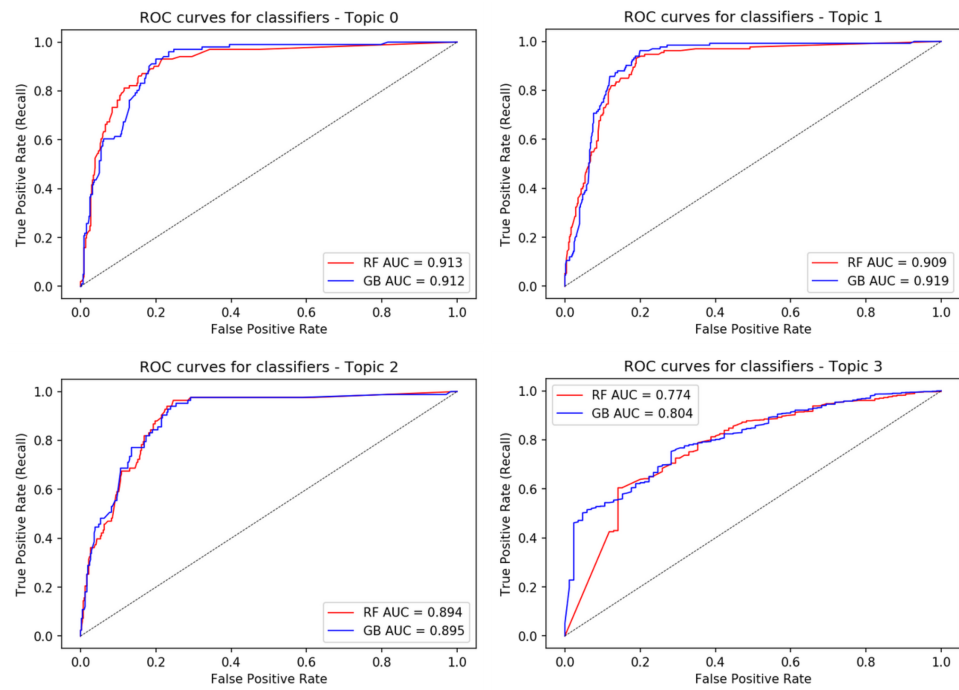 ROC curves for classifiers - Topic 0
True Positive Rate (Recall)
1.0
0.8
0.6
0.4
0.2
0.0
RF AUC = 0.913
GB AUC = 0.912
0.0 0.2 0.4 0.6 0.8 1.0
False Positive Rate
ROC curves for classifiers - Topic 1
True Positive Rate (Recall)
1.0
0.8
0.6
0.4
0.2
0.0
RF AUC = 0.909
GB AUC = 0.919
0.0 0.2 0.4 0.6 0.8 1.0
False Positive Rate
ROC curves for classifiers - Topic 2
True Positive Rate (Recall)
1.0
0.8
0.6
0.4
0.2
0.0
RF AUC = 0.894
GB AUC = 0.895
0.0 0.2 0.4 0.6 0.8 1.0
False Positive Rate
ROC curves for classifiers - Topic 3
True Positive Rate (Recall)
1.0
0.8
0.6
0.4
0.2
0.0
RF AUC = 0.774
GB AUC = 0.804
0.0 0.2 0.4 0.6 0.8 1.0
False Positive Rate